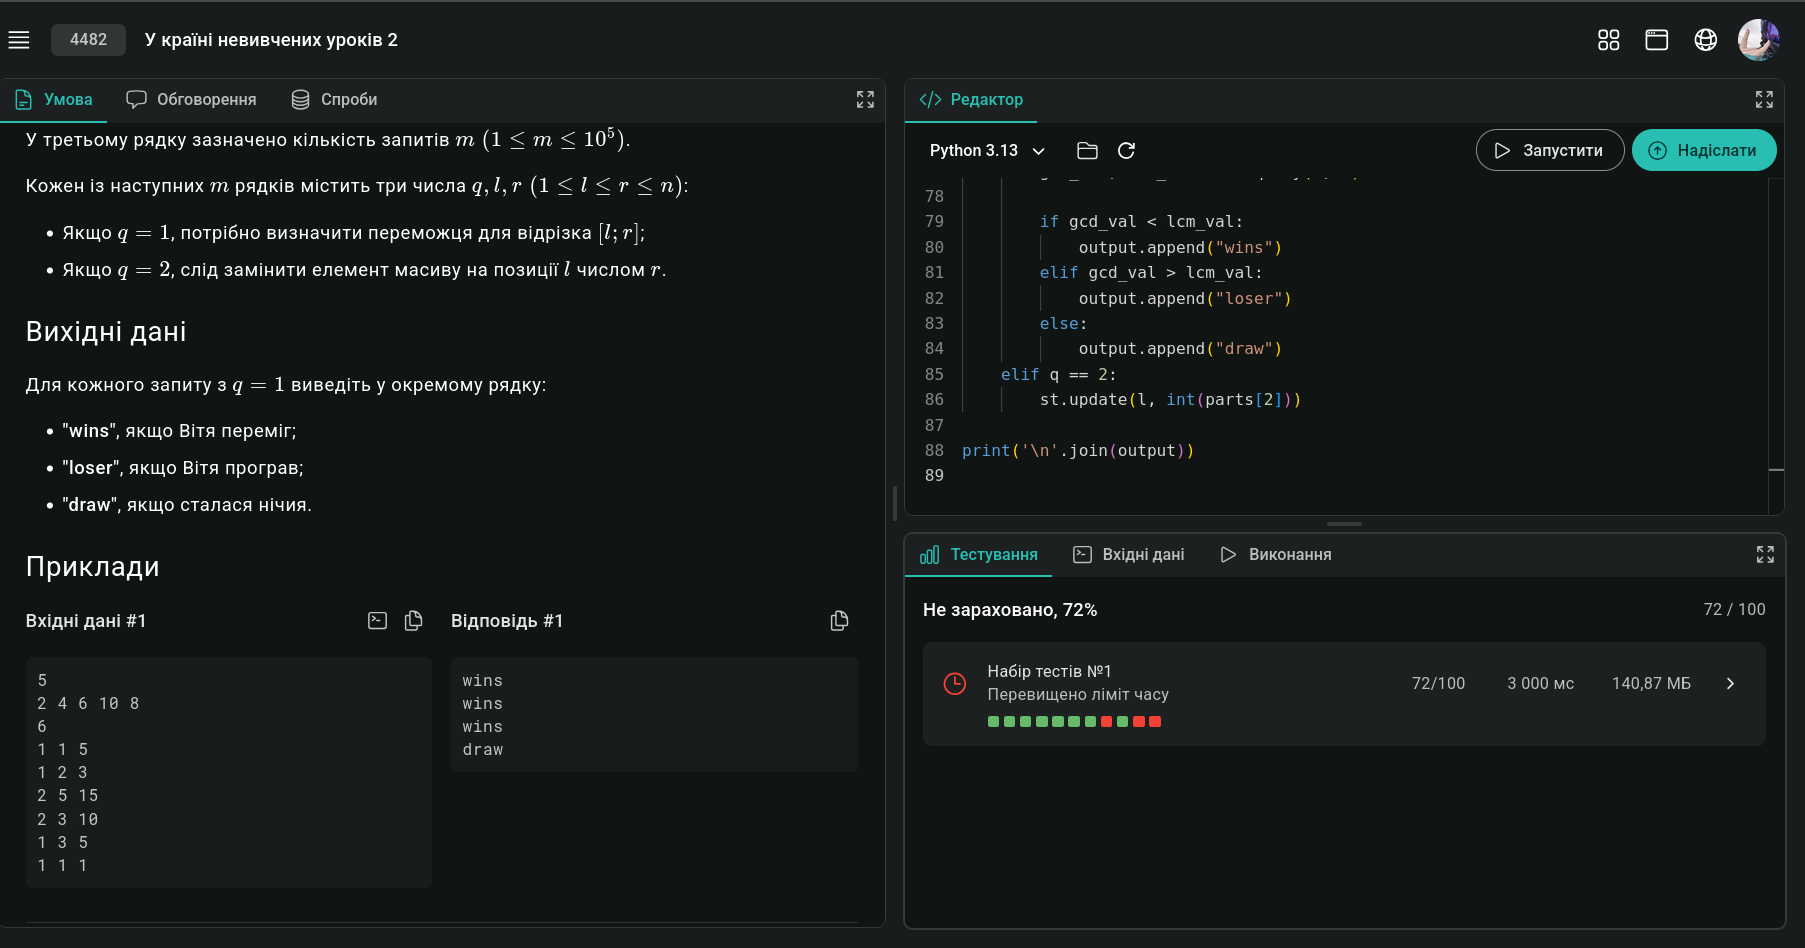 4482 У країні невивчених уроків 2
Умова Обговорення Спроби
У третьому рядку зазначено кількість запитів m (1 ≤ m ≤ 10^5).
Кожен із наступних m рядків містить три числа q, l, r (1 ≤ l ≤ r ≤ n):
• Якщо q = 1, потрібно визначити переможця для відрізка [l; r];
• Якщо q = 2, слід замінити елемент масиву на позиції l числом r.
Вихідні дані
Для кожного запиту з q = 1 виведіть у окремому рядку:
• "wins", якщо Вітя переміг;
• "loser", якщо Вітя програв;
• "draw", якщо сталася нічия.
Приклади
Вхідні дані #1
5
2 4 6 10 8
6
1 1 5
1 2 3
2 5 15
2 3 10
1 3 5
1 1 1
Відповідь #1
wins
wins
wins
draw
Редактор
Python 3.13 Запустити Надіслати
78
79 if gcd_val < lcm_val:
80 output.append("wins")
81 elif gcd_val > lcm_val:
82 output.append("loser")
83 else:
84 output.append("draw")
85 elif q == 2:
86 st.update(l, int(parts[2]))
87
88 print('\n'.join(output))
89
Тестування Вхідні дані Виконання
Не зараховано, 72% 72 / 100
Набір тестів №1
Перевищено ліміт часу
72/100 3 000 мс 140,87 МБ